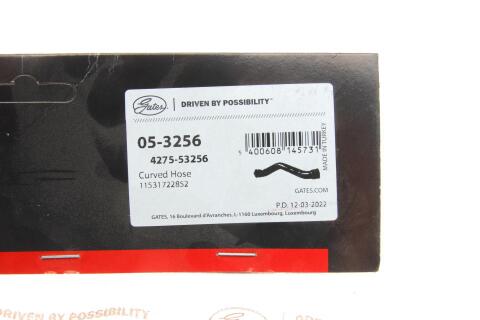 Gates
DRIVEN BY POSSIBILITY™
05-3256
4275-53256
Curved Hose
11531722852
5 400608 145731
MADE IN TURKEY
GATES.COM
P.D. 12-03-2022
GATES, 16 Boulevard d'Avranches, L-1160 Luxembourg, Luxembourg
DRIVEN BY POSSIBILITY